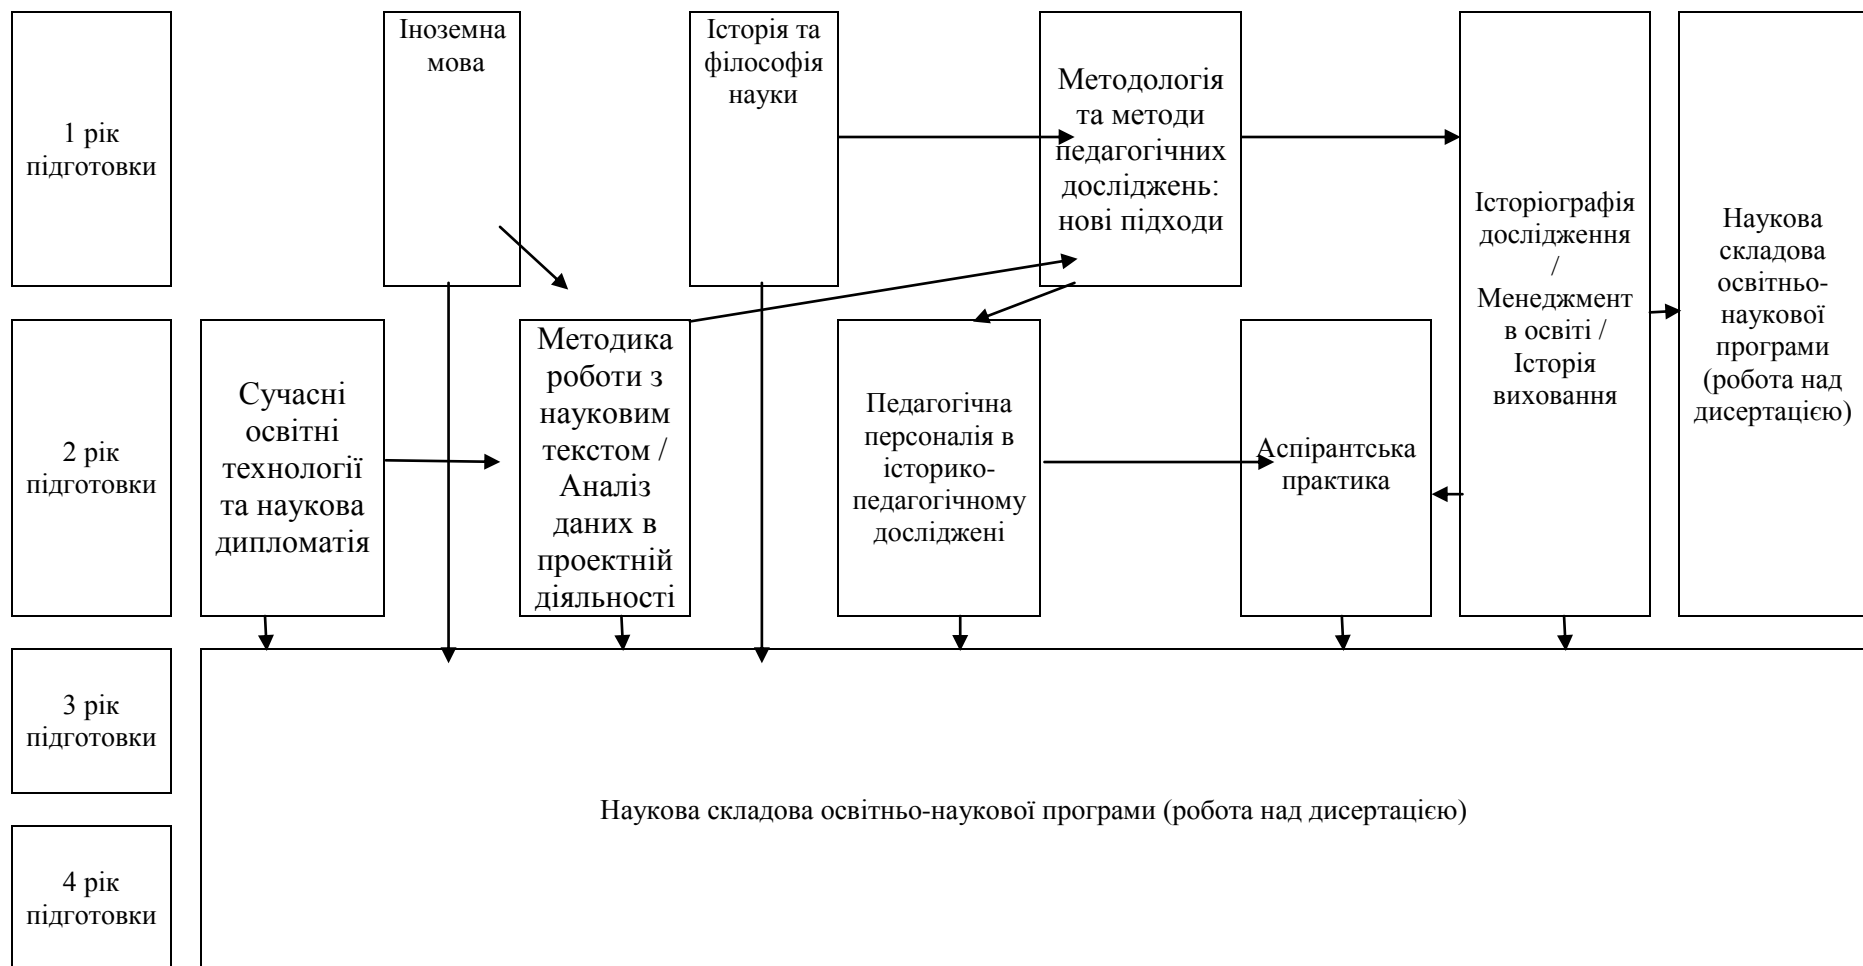 1 рік
підготовки
Іноземна
мова
Історія та
філософія
науки
Методологія
та методи
педагогічних
досліджень:
нові підходи
Історіографія
дослідження
/
Менеджмент
в освіті /
Історія
виховання
Наукова
складова
освітньо-
наукової
програми
(робота над
дисертацією)
2 рік
підготовки
Сучасні
освітні
технології
та наукова
дипломатія
Методика
роботи з
науковим
текстом /
Аналіз
даних в
проектній
діяльності
Педагогічна
персоналія в
історико-
педагогічному
досліджені
Аспірантська
практика
3 рік
підготовки
Наукова складова освітньо-наукової програми (робота над дисертацією)
4 рік
підготовки